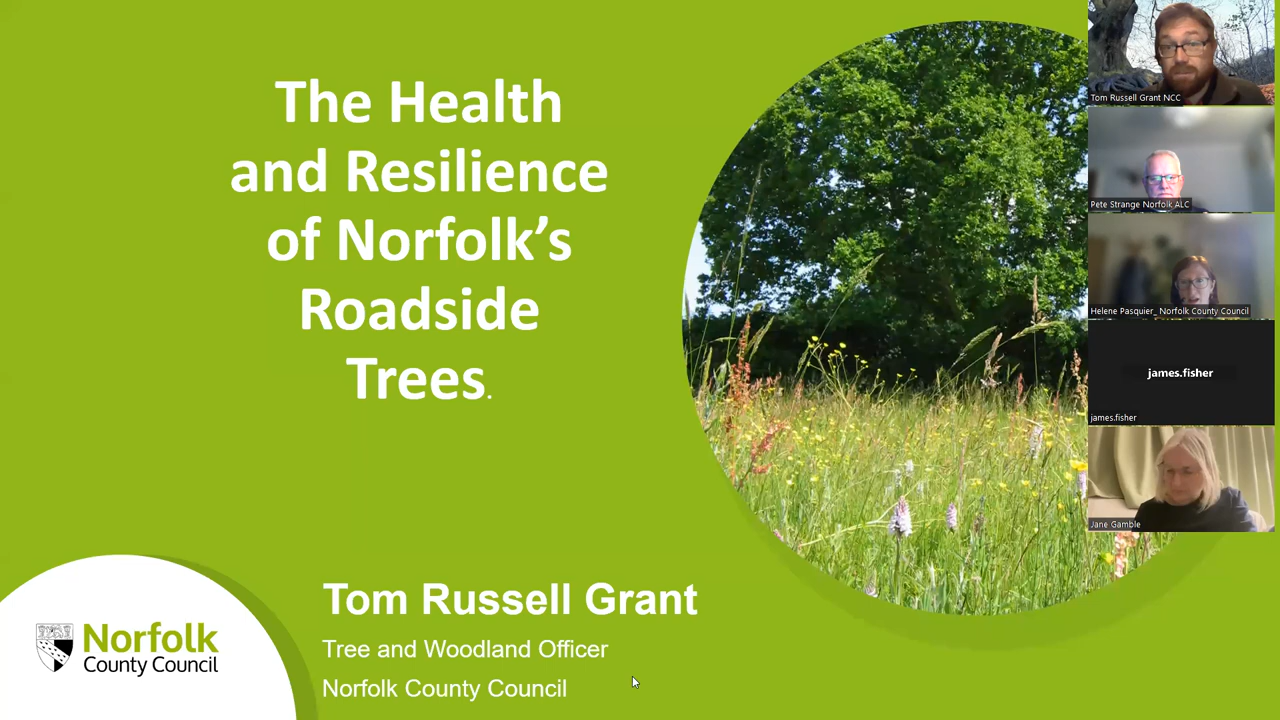 The Health
and Resilience
of Norfolk’s
Roadside
Trees.
Tom Russell Grant
Tree and Woodland Officer
Norfolk County Council
Norfolk
County Council
Tom Russell Grant NCC
Pete Strange Norfolk ALC
Helene Pasquier_ Norfolk County Council
james.fisher
james.fisher
Jane Gamble